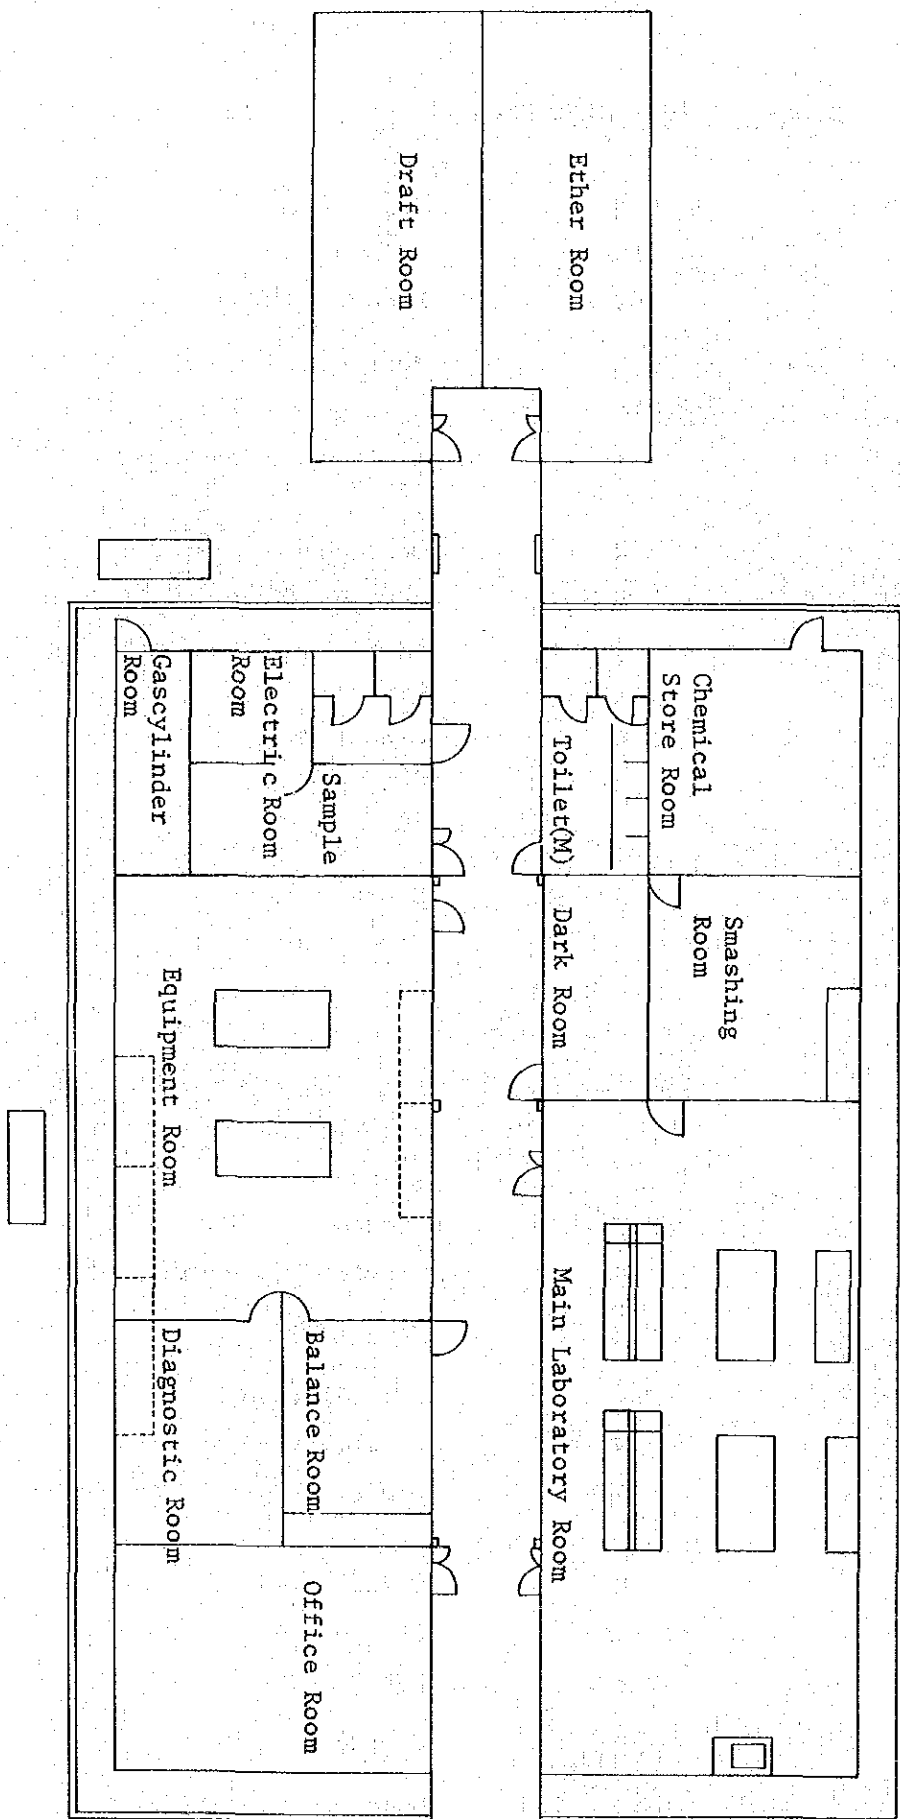 Ether Room
Draft Room
Chemical
Store Room
Smashing
Room
Toilet(M)
Dark Room
Main Laboratory Room
Sample
Electric Room
Room
Gascylinder
Room
Equipment Room
Balance Room
Diagnostic Room
Office Room